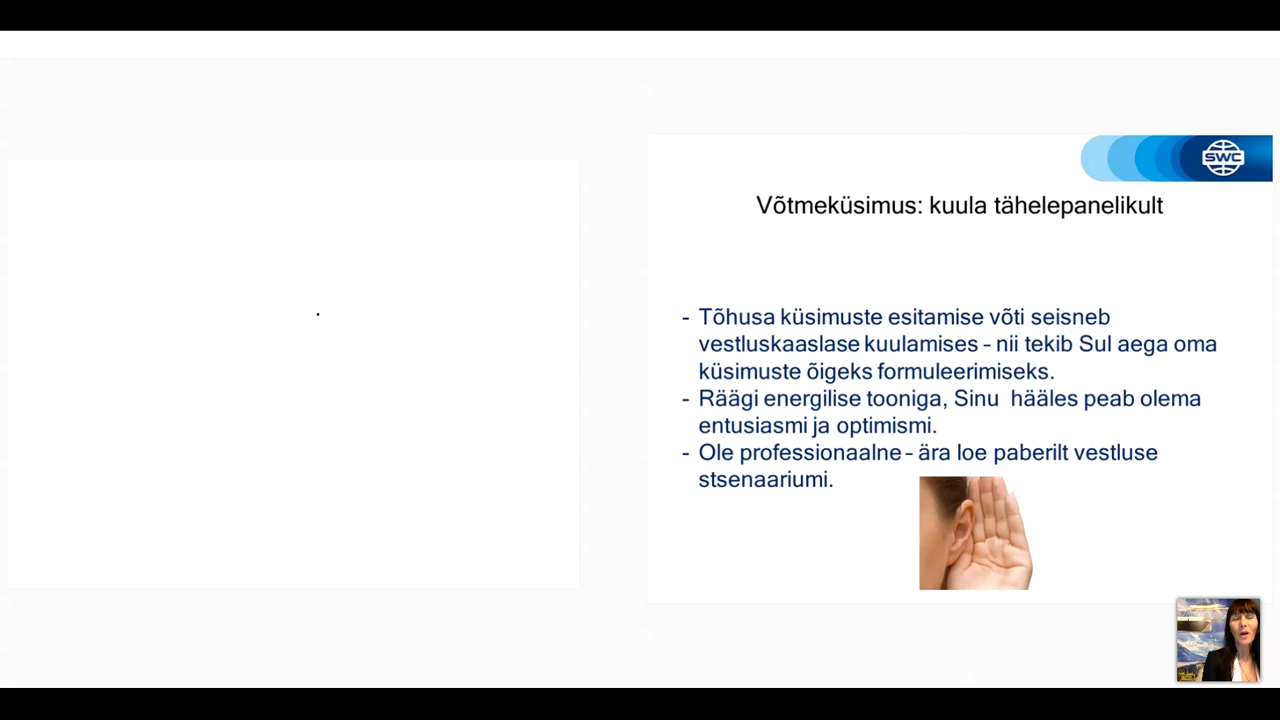 SWC
Võtmeküsimus: kuula tähelepanelikult
- Tõhusa küsimuste esitamise võti seisneb
vestluskaaslase kuulamises – nii tekib Sul aega oma
küsimuste õigeks formuleerimiseks.
- Räägi energilise tooniga, Sinu hääles peab olema
entusiasmi ja optimismi.
- Ole professionaalne – ära loe paberilt vestluse
stsenaariumi.